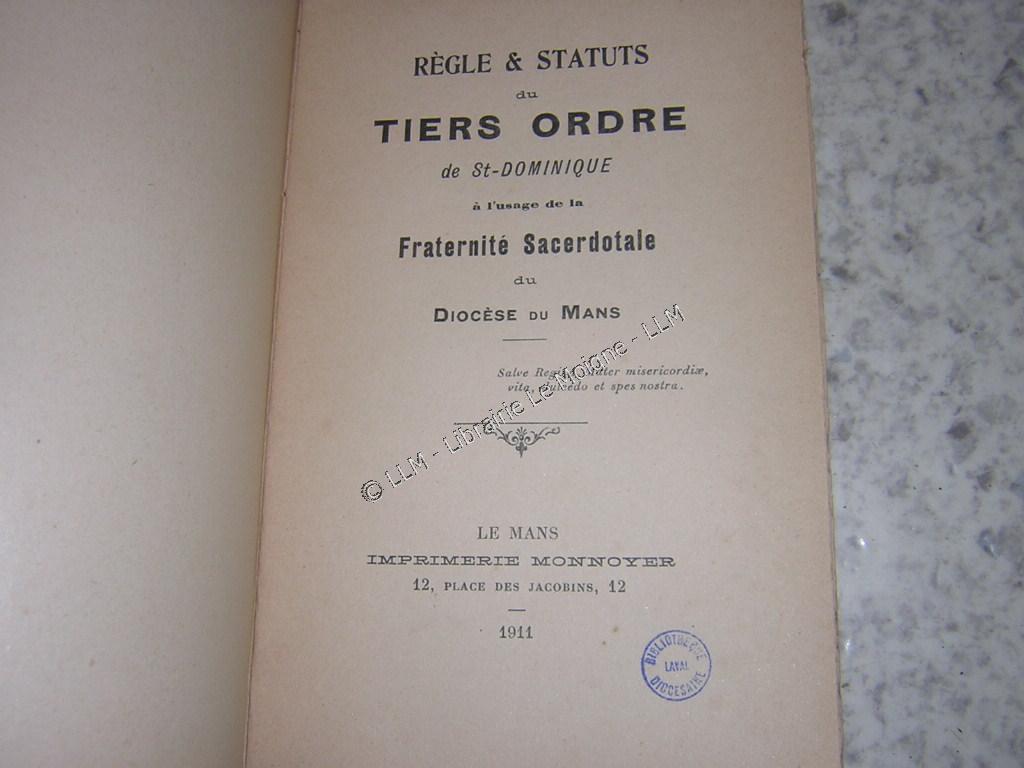 RÈGLE & STATUTS
du
TIERS ORDRE
de St-DOMINIQUE
à l'usage de la
Fraternité Sacerdotale
du
DIOCÈSE DU MANS
Salve Regina, Mater misericordiæ,
vita, dulcedo et spes nostra.
© LLM - Librairie Le Moigne - LLM
LE MANS
IMPRIMERIE MONNOYER
12, PLACE DES JACOBINS, 12
1911
BIBLIOTHÈQUE
LAVAL
DIOCESAINE